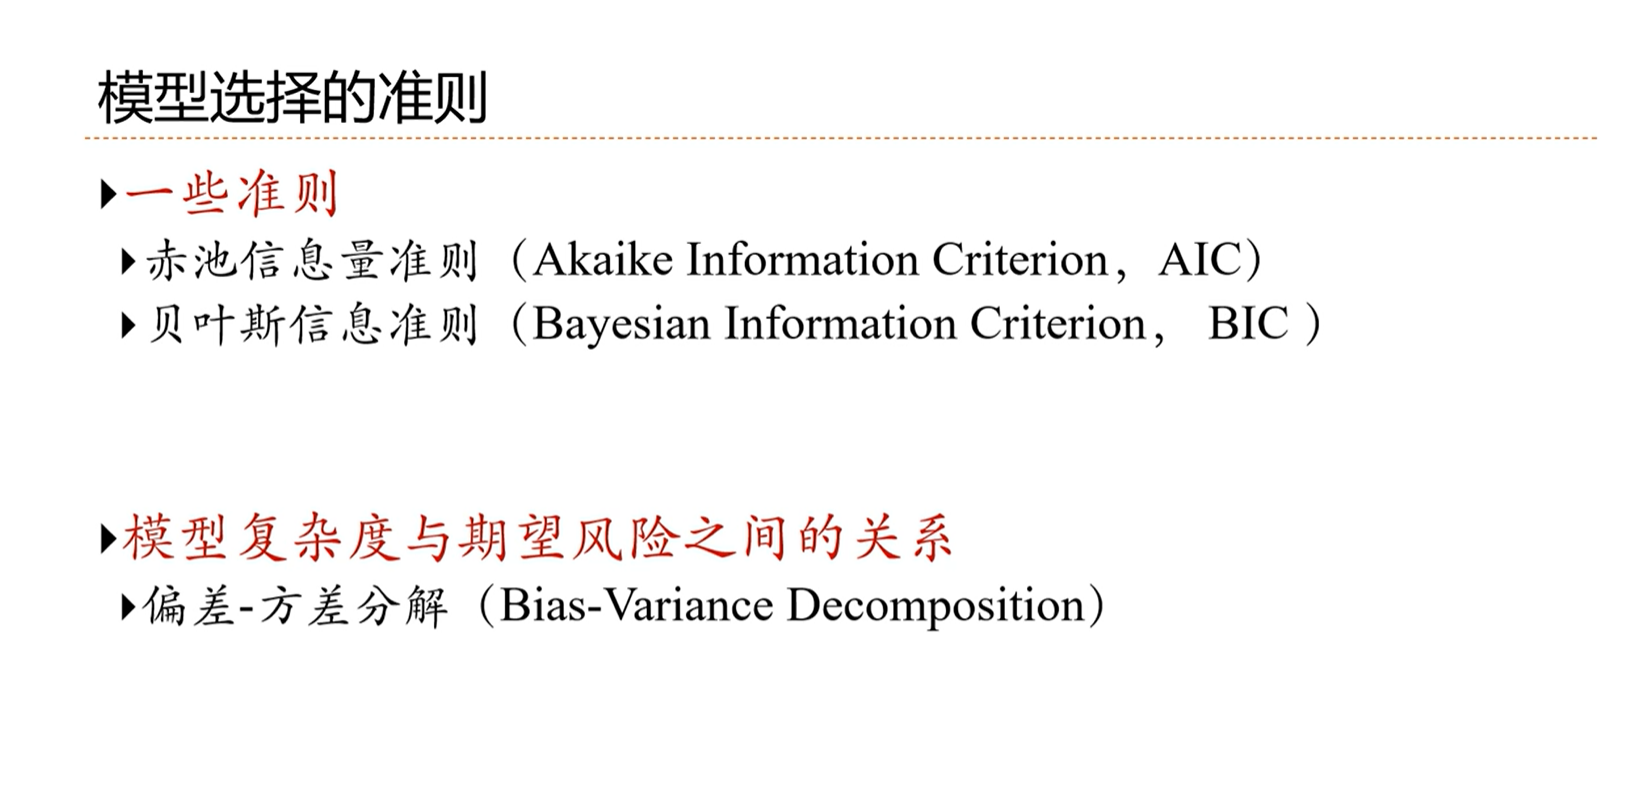 模型选择的准则
一些准则
赤池信息量准则（Akaike Information Criterion，AIC）
贝叶斯信息准则（Bayesian Information Criterion， BIC ）
模型复杂度与期望风险之间的关系
偏差-方差分解（Bias-Variance Decomposition）